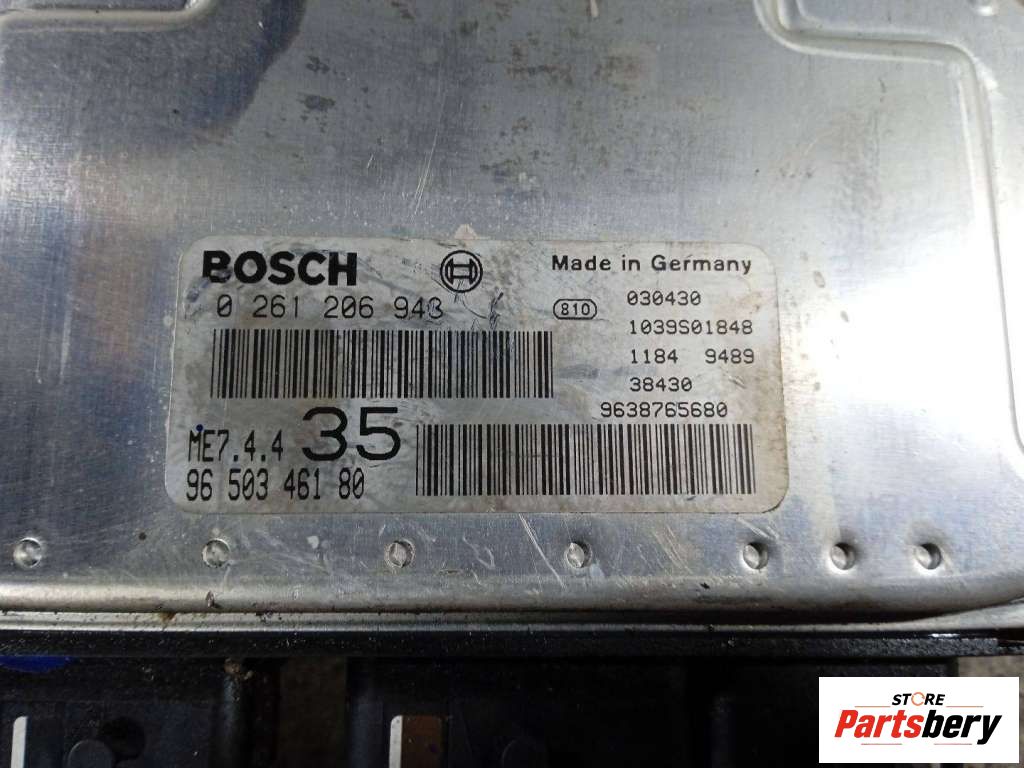 BOSCH
Made in Germany
0 261 206 943
810
030430
1039S01848
1184 9489
38430
9638765680
ME7.4.4
35
96 503 461 80
STORE
Partsbery